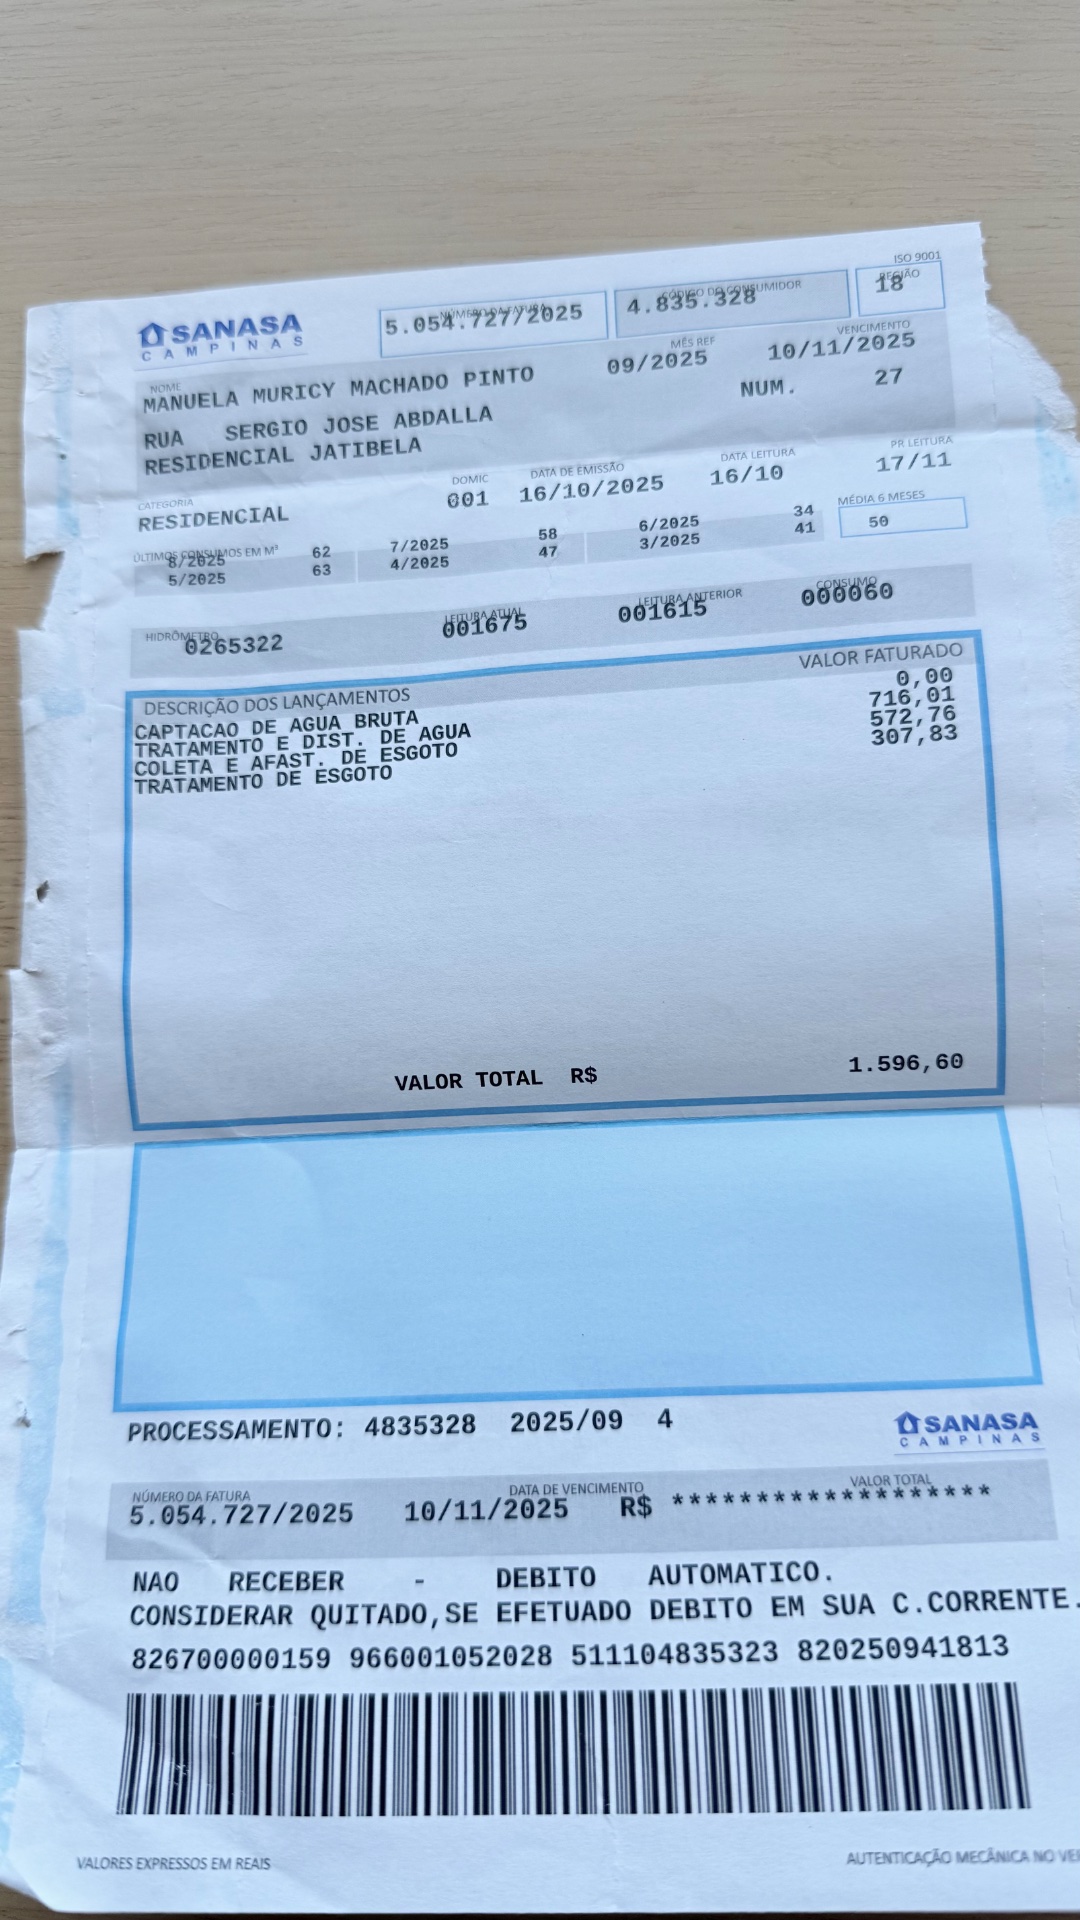 ISO 9001
SANASA
CAMPINAS
NÚMERO DA FATURA
5.054.727/2025
CÓDIGO DO CONSUMIDOR
4.835.328
REGIÃO
18
NOME
MANUELA MURICY MACHADO PINTO
MÊS REF
09/2025
VENCIMENTO
10/11/2025
RUA SERGIO JOSE ABDALLA
NUM. 27
RESIDENCIAL JATIBELA
CATEGORIA
RESIDENCIAL
DOMIC
001
DATA DE EMISSÃO
16/10/2025
DATA LEITURA
16/10
PR LEITURA
17/11
ÚLTIMOS CONSUMOS EM M³
8/2025 62 7/2025 58 6/2025 34
5/2025 63 4/2025 47 3/2025 41
MÉDIA 6 MESES
50
HIDRÔMETRO
0265322
LEITURA ATUAL
001675
LEITURA ANTERIOR
001615
CONSUMO
000060
DESCRIÇÃO DOS LANÇAMENTOS VALOR FATURADO
CAPTACAO DE AGUA BRUTA 0,00
TRATAMENTO E DIST. DE AGUA 716,01
COLETA E AFAST. DE ESGOTO 572,76
TRATAMENTO DE ESGOTO 307,83
VALOR TOTAL R$ 1.596,60
PROCESSAMENTO: 4835328 2025/09 4
SANASA
CAMPINAS
NÚMERO DA FATURA DATA DE VENCIMENTO VALOR TOTAL
5.054.727/2025 10/11/2025 R$ *******************
NAO RECEBER - DEBITO AUTOMATICO.
CONSIDERAR QUITADO,SE EFETUADO DEBITO EM SUA C.CORRENTE.
826700000159 966001052028 511104835323 820250941813
VALORES EXPRESSOS EM REAIS
AUTENTICAÇÃO MECÂNICA NO